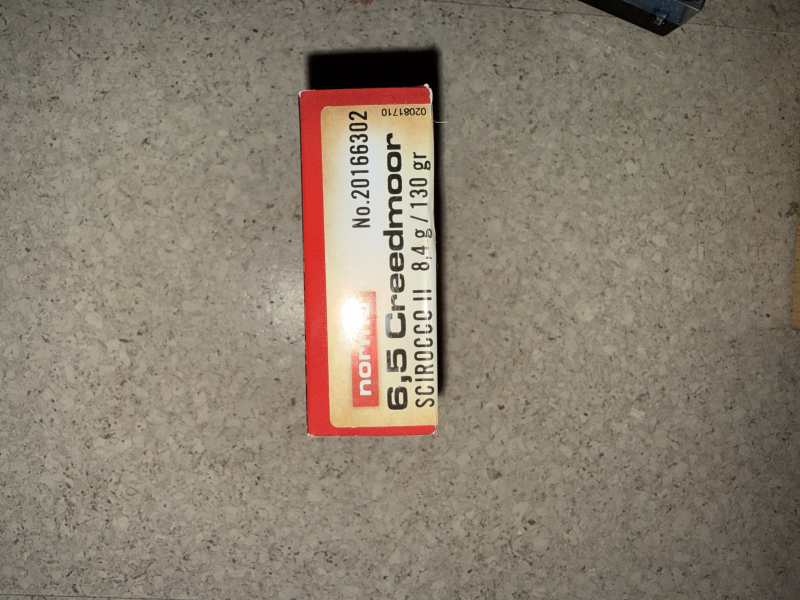 No.20166302
02081710
norma
6,5 Creedmoor
SCIROCCO II 8,4 g / 130 gr